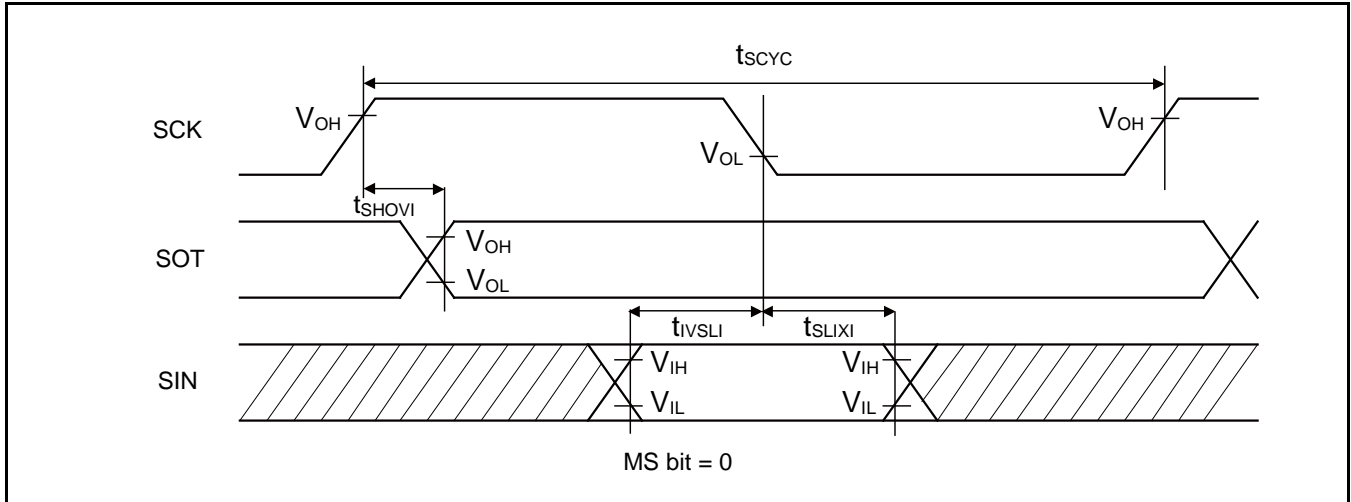 tSCYC
SCK
VOH
VOL
VOH
tSHOVI
SOT
VOH
VOL
tIVSLI
tSLIXI
SIN
VIH
VIL
VIH
VIL
MS bit = 0